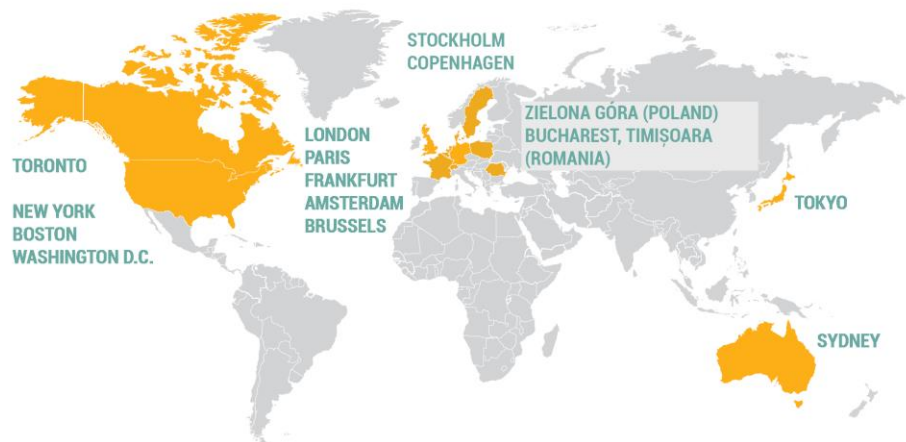 STOCKHOLM
COPENHAGEN
ZIELONA GÓRA (POLAND)
BUCHAREST, TIMIȘOARA
(ROMANIA)
LONDON
PARIS
FRANKFURT
AMSTERDAM
BRUSSELS
TORONTO
NEW YORK
BOSTON
WASHINGTON D.C.
TOKYO
SYDNEY